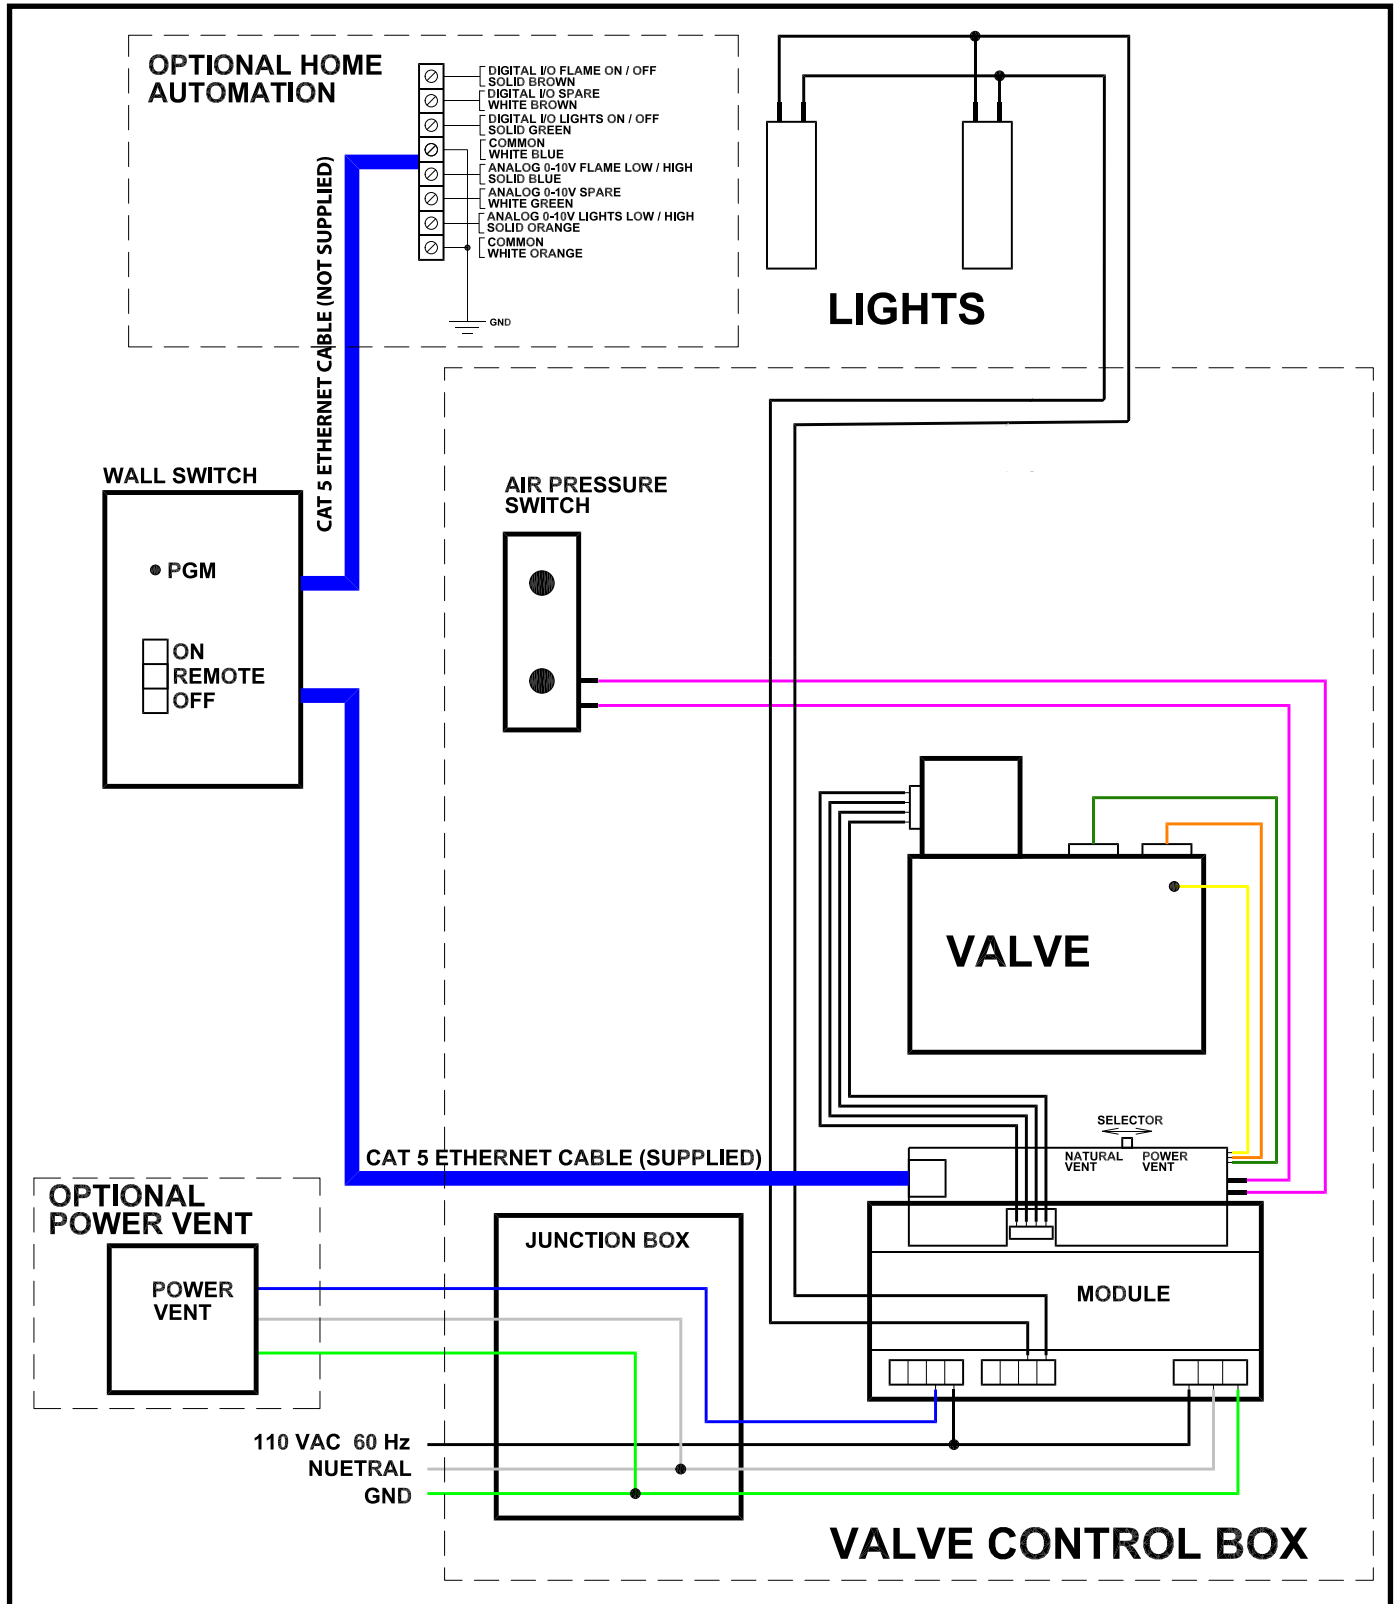 OPTIONAL HOME
AUTOMATION
DIGITAL I/O FLAME ON / OFF
SOLID BROWN
DIGITAL I/O SPARE
WHITE BROWN
DIGITAL I/O LIGHTS ON / OFF
SOLID GREEN
COMMON
WHITE BLUE
ANALOG 0-10V FLAME LOW / HIGH
SOLID BLUE
ANALOG 0-10V SPARE
WHITE GREEN
ANALOG 0-10V LIGHTS LOW / HIGH
SOLID ORANGE
COMMON
WHITE ORANGE
GND
LIGHTS
CAT 5 ETHERNET CABLE (NOT SUPPLIED)
WALL SWITCH
PGM
ON
REMOTE
OFF
AIR PRESSURE
SWITCH
VALVE
SELECTOR
NATURAL
VENT
POWER
VENT
CAT 5 ETHERNET CABLE (SUPPLIED)
OPTIONAL
POWER VENT
POWER
VENT
JUNCTION BOX
MODULE
110 VAC 60 Hz
NUETRAL
GND
VALVE CONTROL BOX